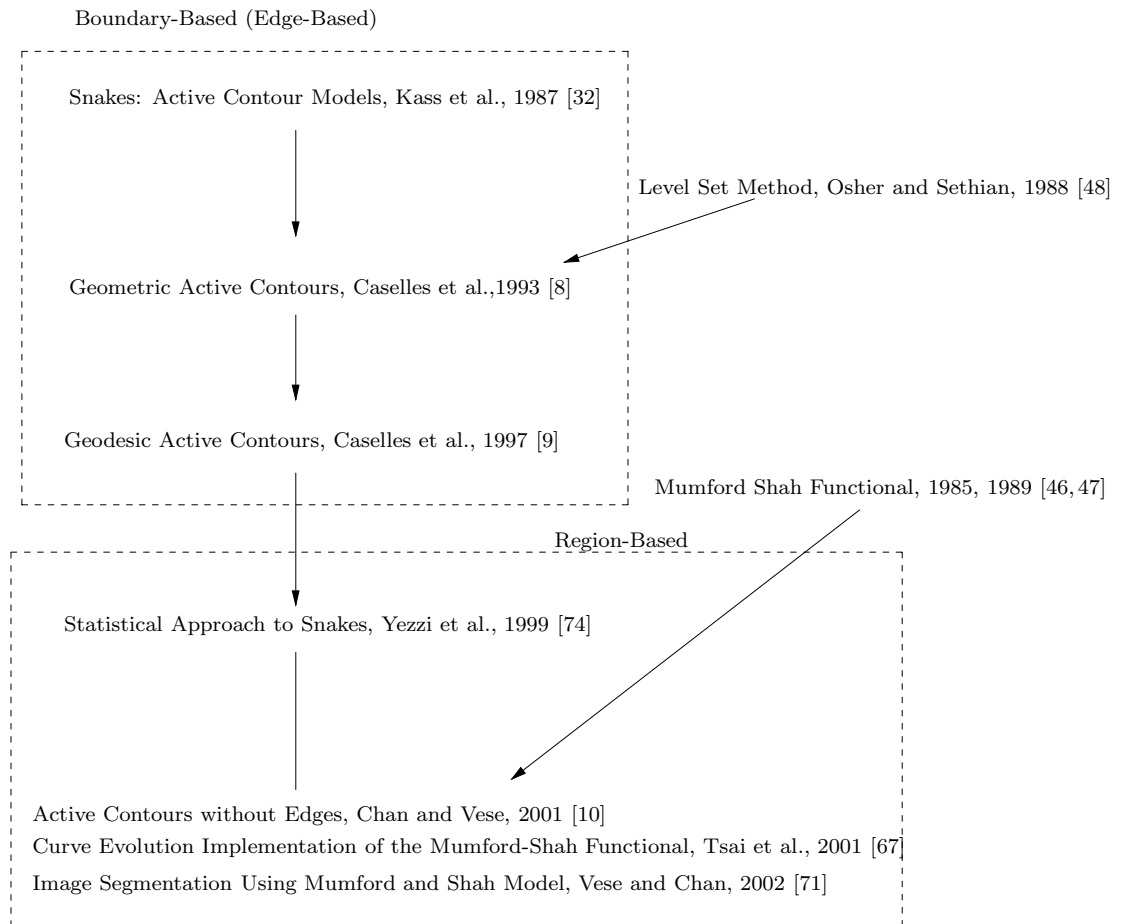 Boundary-Based (Edge-Based)
Snakes: Active Contour Models, Kass et al., 1987 [32]
Level Set Method, Osher and Sethian, 1988 [48]
Geometric Active Contours, Caselles et al.,1993 [8]
Geodesic Active Contours, Caselles et al., 1997 [9]
Mumford Shah Functional, 1985, 1989 [46,47]
Region-Based
Statistical Approach to Snakes, Yezzi et al., 1999 [74]
Active Contours without Edges, Chan and Vese, 2001 [10]
Curve Evolution Implementation of the Mumford-Shah Functional, Tsai et al., 2001 [67]
Image Segmentation Using Mumford and Shah Model, Vese and Chan, 2002 [71]